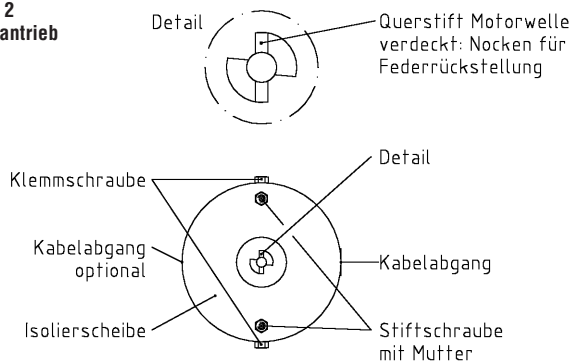 2
antrieb
Detail
Querstift Motorwelle
verdeckt: Nocken für
Federrückstellung
Detail
Klemmschraube
Kabelabgang
optional
Kabelabgang
Isolierscheibe
Stiftschraube
mit Mutter